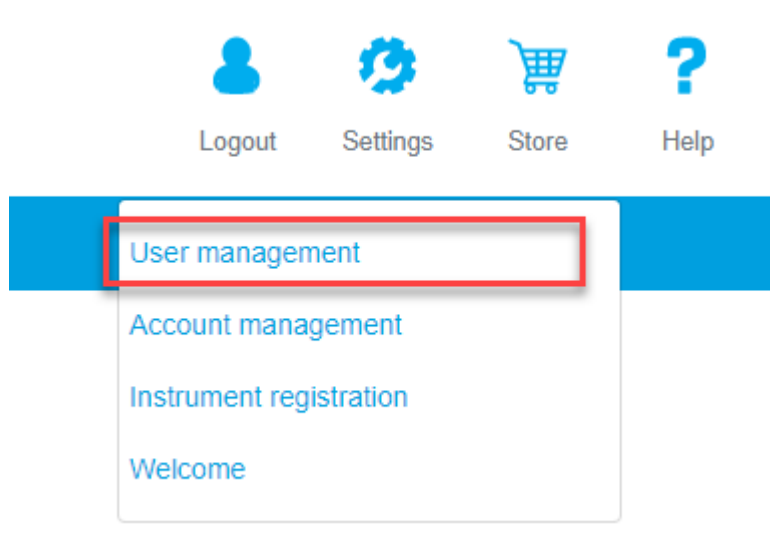 Logout Settings Store Help
User management
Account management
Instrument registration
Welcome